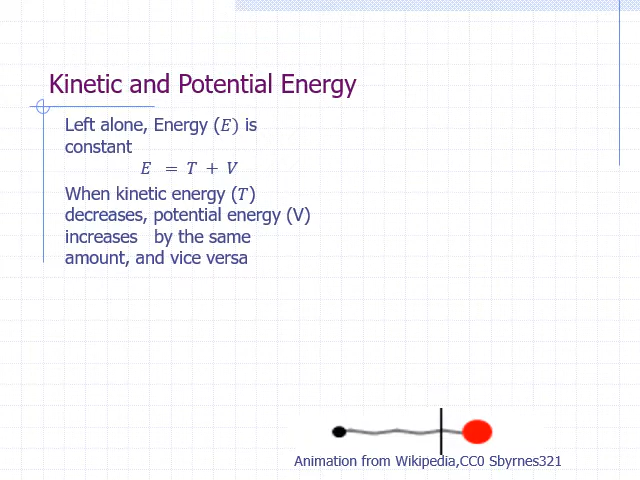 Kinetic and Potential Energy
Left alone, Energy (E) is
constant
E = T + V
When kinetic energy (T)
decreases, potential energy (V)
increases by the same
amount, and vice versa
Animation from Wikipedia,CC0 Sbyrnes321